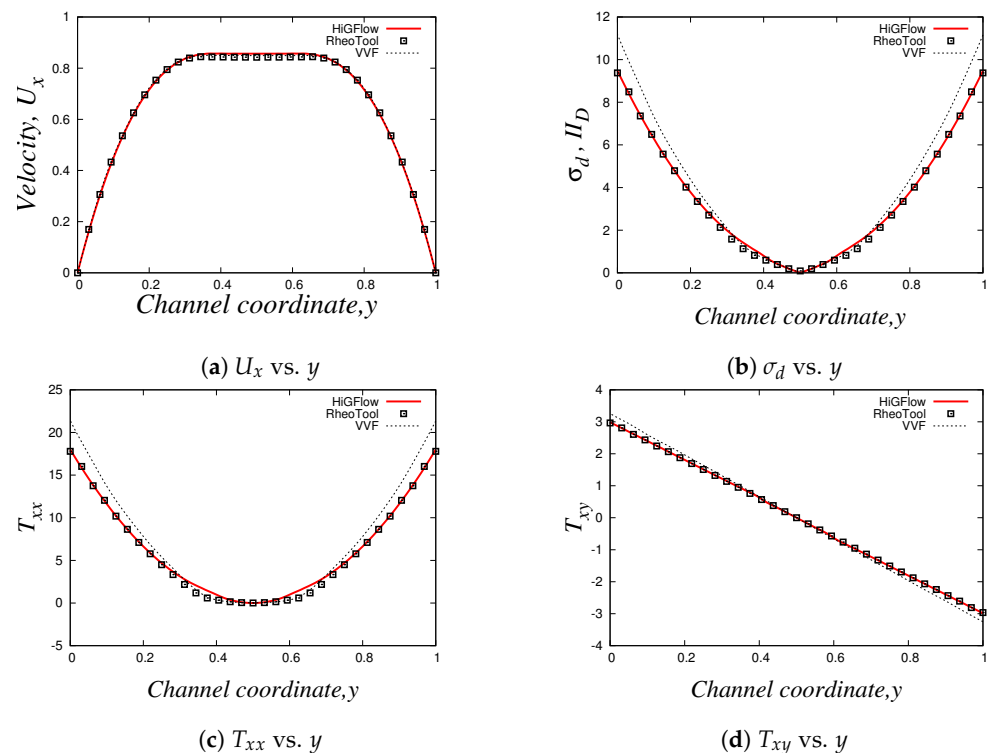 HiGFlow
RheoTool
VVF
Velocity, U_x
1
0.8
0.6
0.4
0.2
0
0 0.2 0.4 0.6 0.8 1
Channel coordinate,y
(a) U_x vs. y
HiGFlow
RheoTool
VVF
σ_d , II_D
12
10
8
6
4
2
0
0 0.2 0.4 0.6 0.8 1
Channel coordinate,y
(b) σ_d vs. y
HiGFlow
RheoTool
VVF
T_xx
25
20
15
10
5
0
-5
0 0.2 0.4 0.6 0.8 1
Channel coordinate,y
(c) T_xx vs. y
HiGFlow
RheoTool
VVF
T_xy
4
3
2
1
0
-1
-2
-3
-4
0 0.2 0.4 0.6 0.8 1
Channel coordinate,y
(d) T_xy vs. y